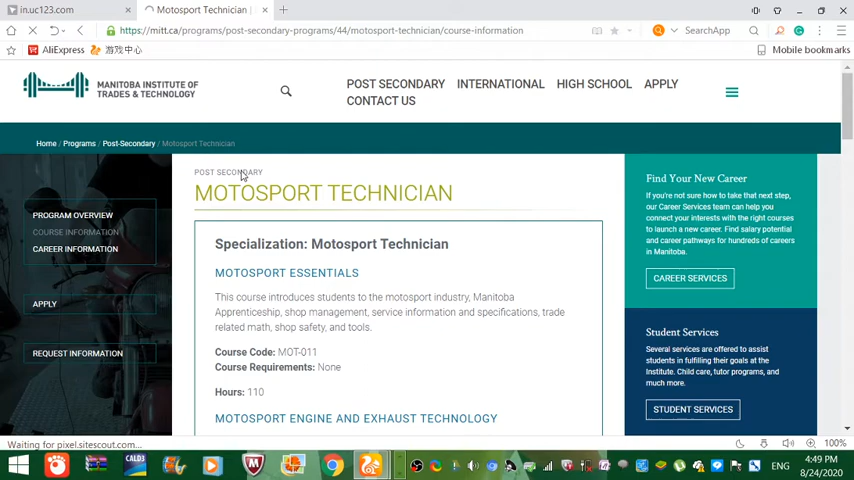 in.uc123.com
Motosport Technician |
https://mitt.ca/programs/post-secondary-programs/44/motosport-technician/course-information
SearchApp
AliExpress
游戏中心
Mobile bookmarks
MANITOBA INSTITUTE OF
TRADES & TECHNOLOGY
POST SECONDARY INTERNATIONAL HIGH SCHOOL APPLY
CONTACT US
Home / Programs / Post-Secondary / Motosport Technician
PROGRAM OVERVIEW
COURSE INFORMATION
CAREER INFORMATION
APPLY
REQUEST INFORMATION
POST SECONDARY
MOTOSPORT TECHNICIAN
Specialization: Motosport Technician
MOTOSPORT ESSENTIALS
This course introduces students to the motosport industry, Manitoba
Apprenticeship, shop management, service information and specifications, trade
related math, shop safety, and tools.
Course Code: MOT-011
Course Requirements: None
Hours: 110
MOTOSPORT ENGINE AND EXHAUST TECHNOLOGY
Find Your New Career
If you're not sure how to take that next step,
our Career Services team can help you
connect your interests with the right courses
to launch a new career. Find salary potential
and career pathways for hundreds of careers
in Manitoba.
CAREER SERVICES
Student Services
Several services are offered to assist
students in fulfilling their goals at the
Institute. Child care, tutor programs, and
much more.
STUDENT SERVICES
Waiting for pixel.sitescout.com...
100%
CALD3
ENG
4:49 PM
8/24/2020